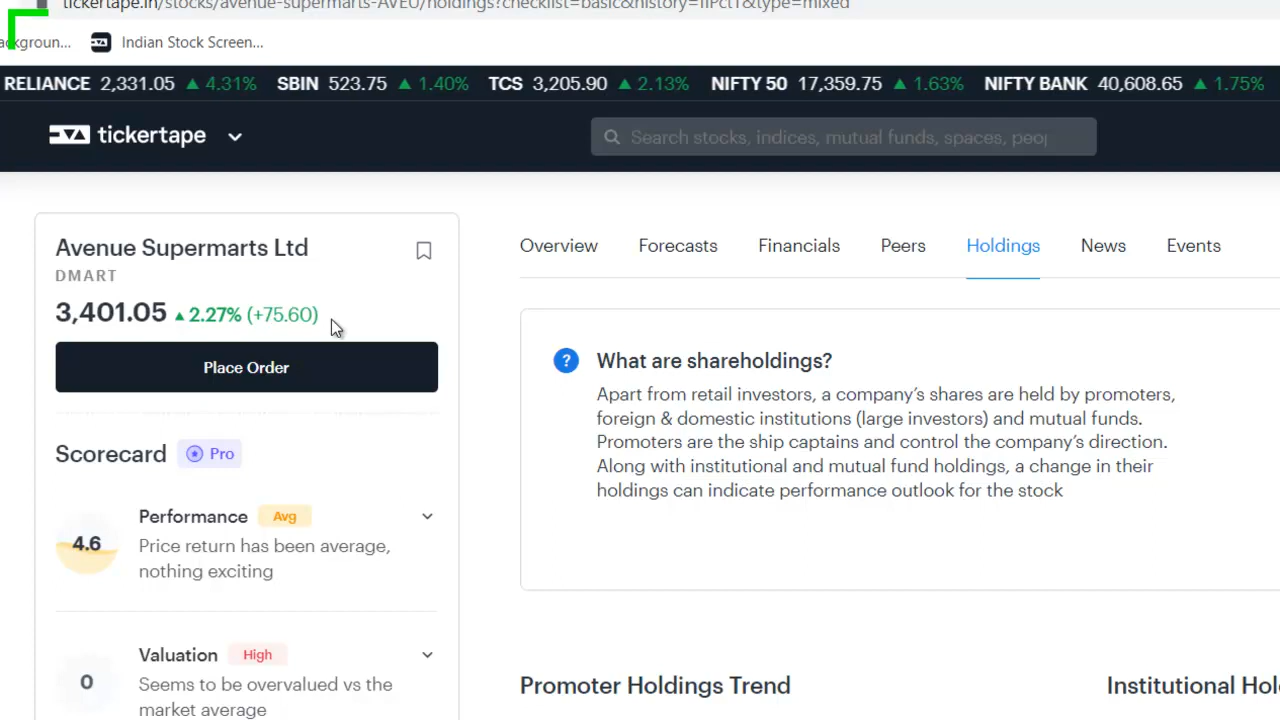 tickertape.in/stocks/avenue-supermarts-AVEU/holdings?checklist=basic&history=fiPctT&type=mixed
ackgroun... Indian Stock Screen...
RELIANCE 2,331.05 ▲ 4.31% SBIN 523.75 ▲ 1.40% TCS 3,205.90 ▲ 2.13% NIFTY 50 17,359.75 ▲ 1.63% NIFTY BANK 40,608.65 ▲ 1.75%
tickertape
Search stocks, indices, mutual funds, spaces, peop
Avenue Supermarts Ltd
DMART
3,401.05 ▲ 2.27% (+75.60)
Place Order
Scorecard Pro
Performance Avg
4.6
Price return has been average,
nothing exciting
Valuation High
0
Seems to be overvalued vs the
market average
Overview Forecasts Financials Peers Holdings News Events
? What are shareholdings?
Apart from retail investors, a company's shares are held by promoters,
foreign & domestic institutions (large investors) and mutual funds.
Promoters are the ship captains and control the company's direction.
Along with institutional and mutual fund holdings, a change in their
holdings can indicate performance outlook for the stock
Promoter Holdings Trend
Institutional Hol